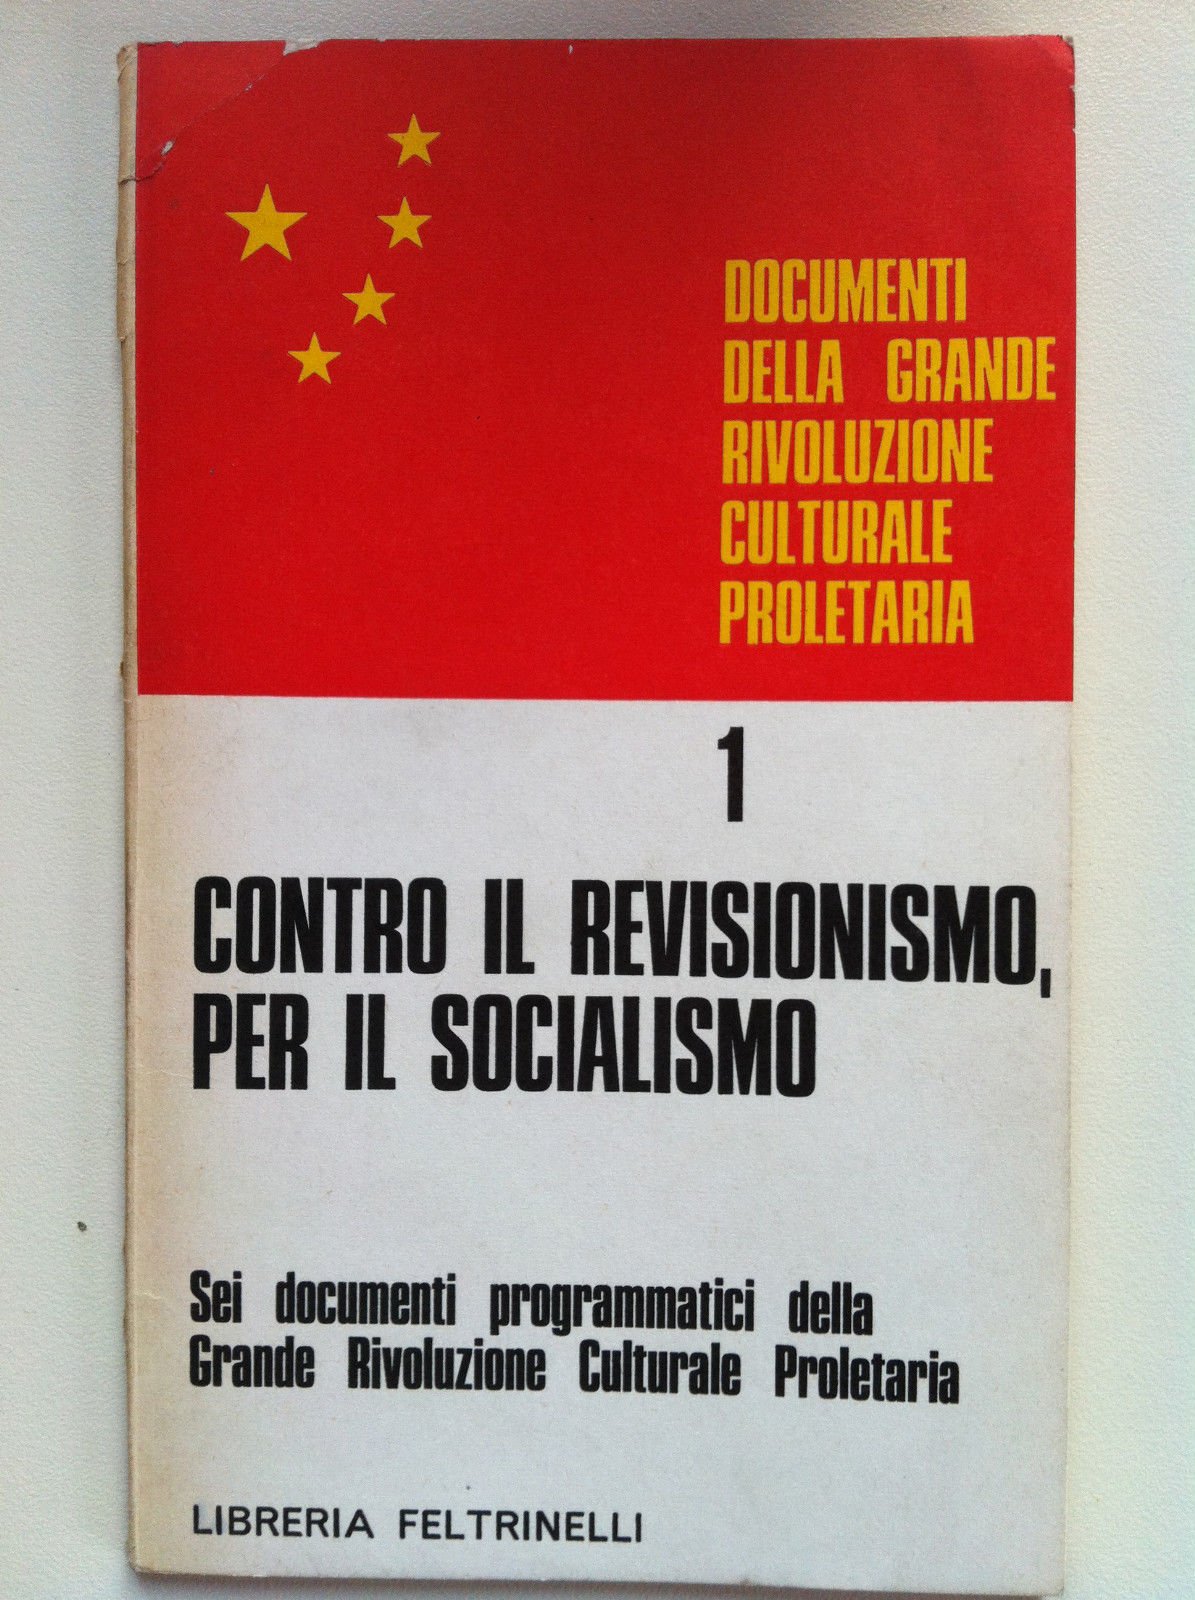 DOCUMENTI
DELLA GRANDE
RIVOLUZIONE
CULTURALE
PROLETARIA
1
CONTRO IL REVISIONISMO,
PER IL SOCIALISMO
Sei documenti programmatici della
Grande Rivoluzione Culturale Proletaria
LIBRERIA FELTRINELLI